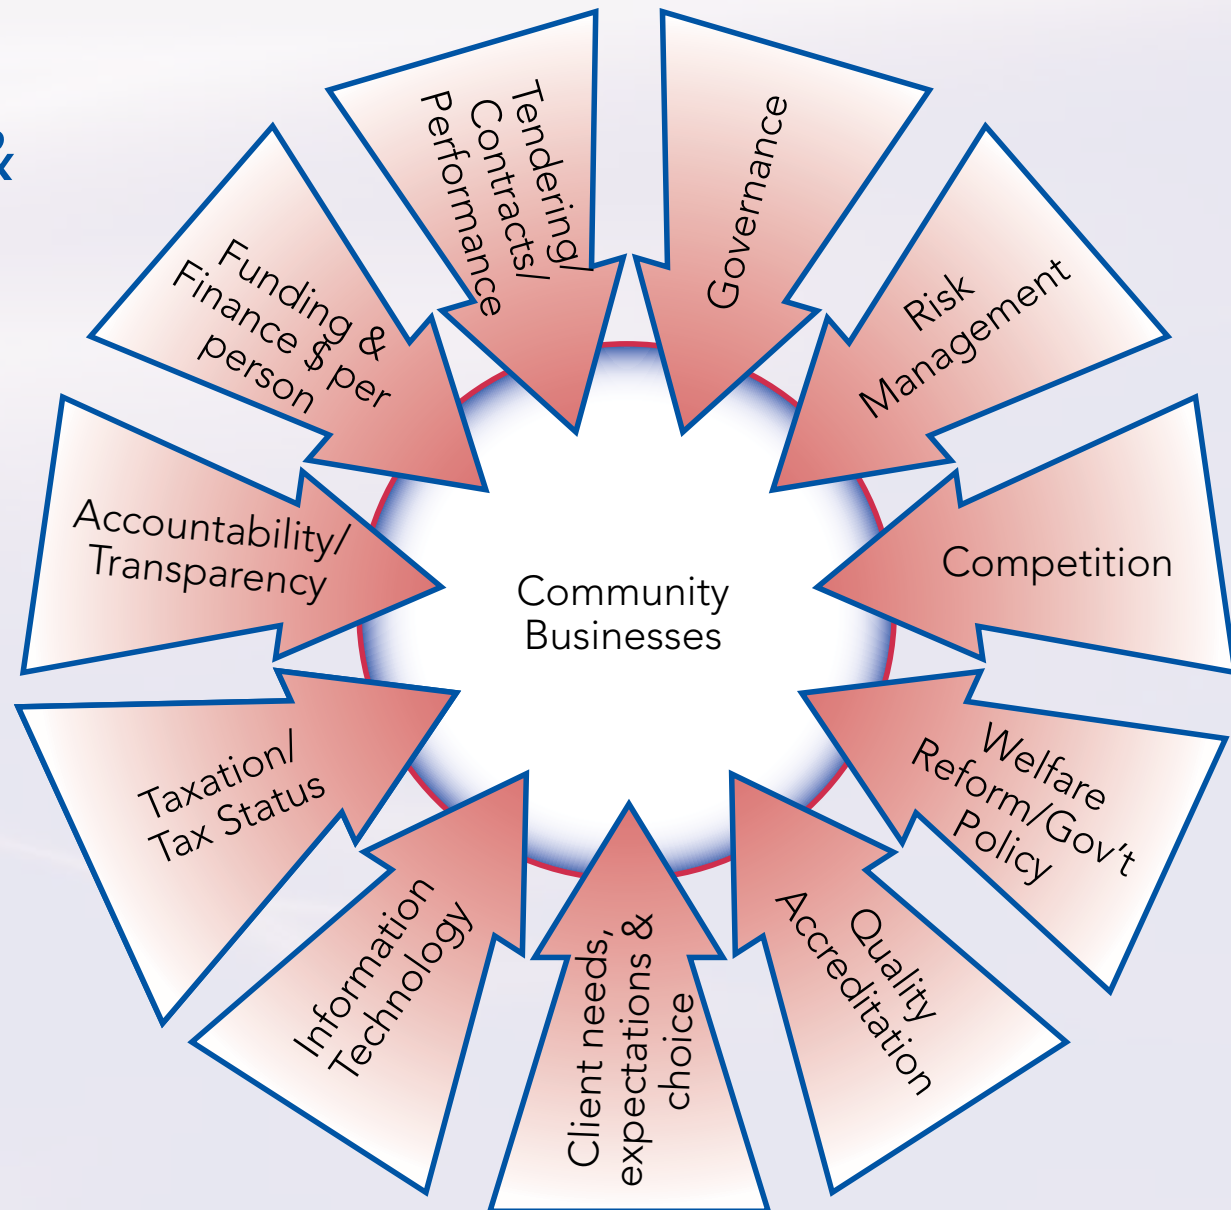 &
Tendering/
Contracts/
Performance
Governance
Risk
Management
Competition
Welfare
Reform/Gov't
Policy
Quality
Accreditation
Client needs,
expectations &
choice
Information
Technology
Taxation/
Tax Status
Accountability/
Transparency
Funding &
Finance $ per
person
Community
Businesses